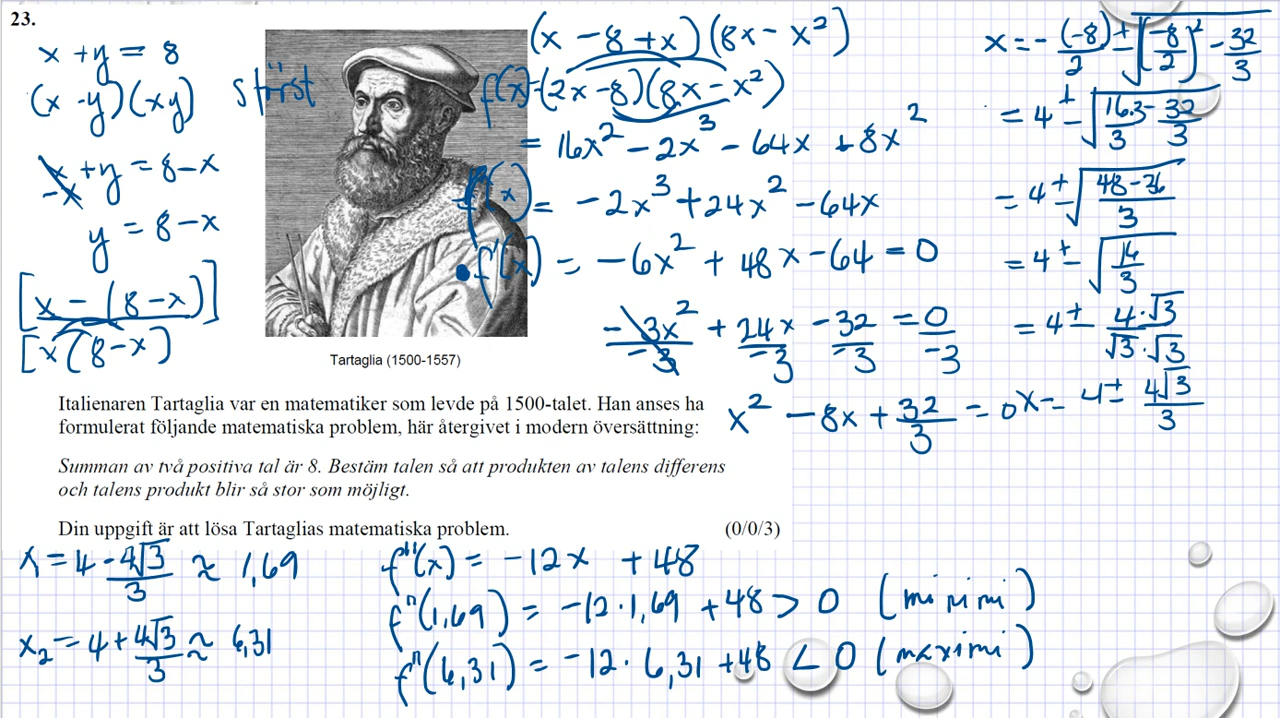 23.
x + y = 8
(x - y)(xy) störst
x + y = 8 - x
-x
y = 8 - x
[x - (8 - x)]
[x(8 - x)]
(x - 8 + x)(8x - x²)
f(x) = (2x - 8)(8x - x²)
= 16x² - 2x³ - 64x + 8x²
f(x) = -2x³ + 24x² - 64x
f'(x) = -6x² + 48x - 64 = 0
-3x²/-3 + 24x/-3 - 32/-3 = 0/-3
x² - 8x + 32/3 = 0
x = -(-8)/2 ± √((-8/2)² - 32/3)
= 4 ± √(16·3/3 - 32/3)
= 4 ± √((48 - 36)/3)
= 4 ± √(16/3)
= 4 ± 4·√3/√3·√3
x = 4 ± 4√3/3
Tartaglia (1500-1557)
Italienaren Tartaglia var en matematiker som levde på 1500-talet. Han anses ha
formulerat följande matematiska problem, här återgivet i modern översättning:
Summan av två positiva tal är 8. Bestäm talen så att produkten av talens differens
och talens produkt blir så stor som möjligt.
Din uppgift är att lösa Tartaglias matematiska problem. (0/0/3)
x = 4 - 4√3/3 ≈ 1,69
x₂ = 4 + 4√3/3 ≈ 6,31
f''(x) = -12x + 48
f''(1,69) = -12·1,69 + 48 > 0 (minimi)
f''(6,31) = -12·6,31 + 48 < 0 (maximi)